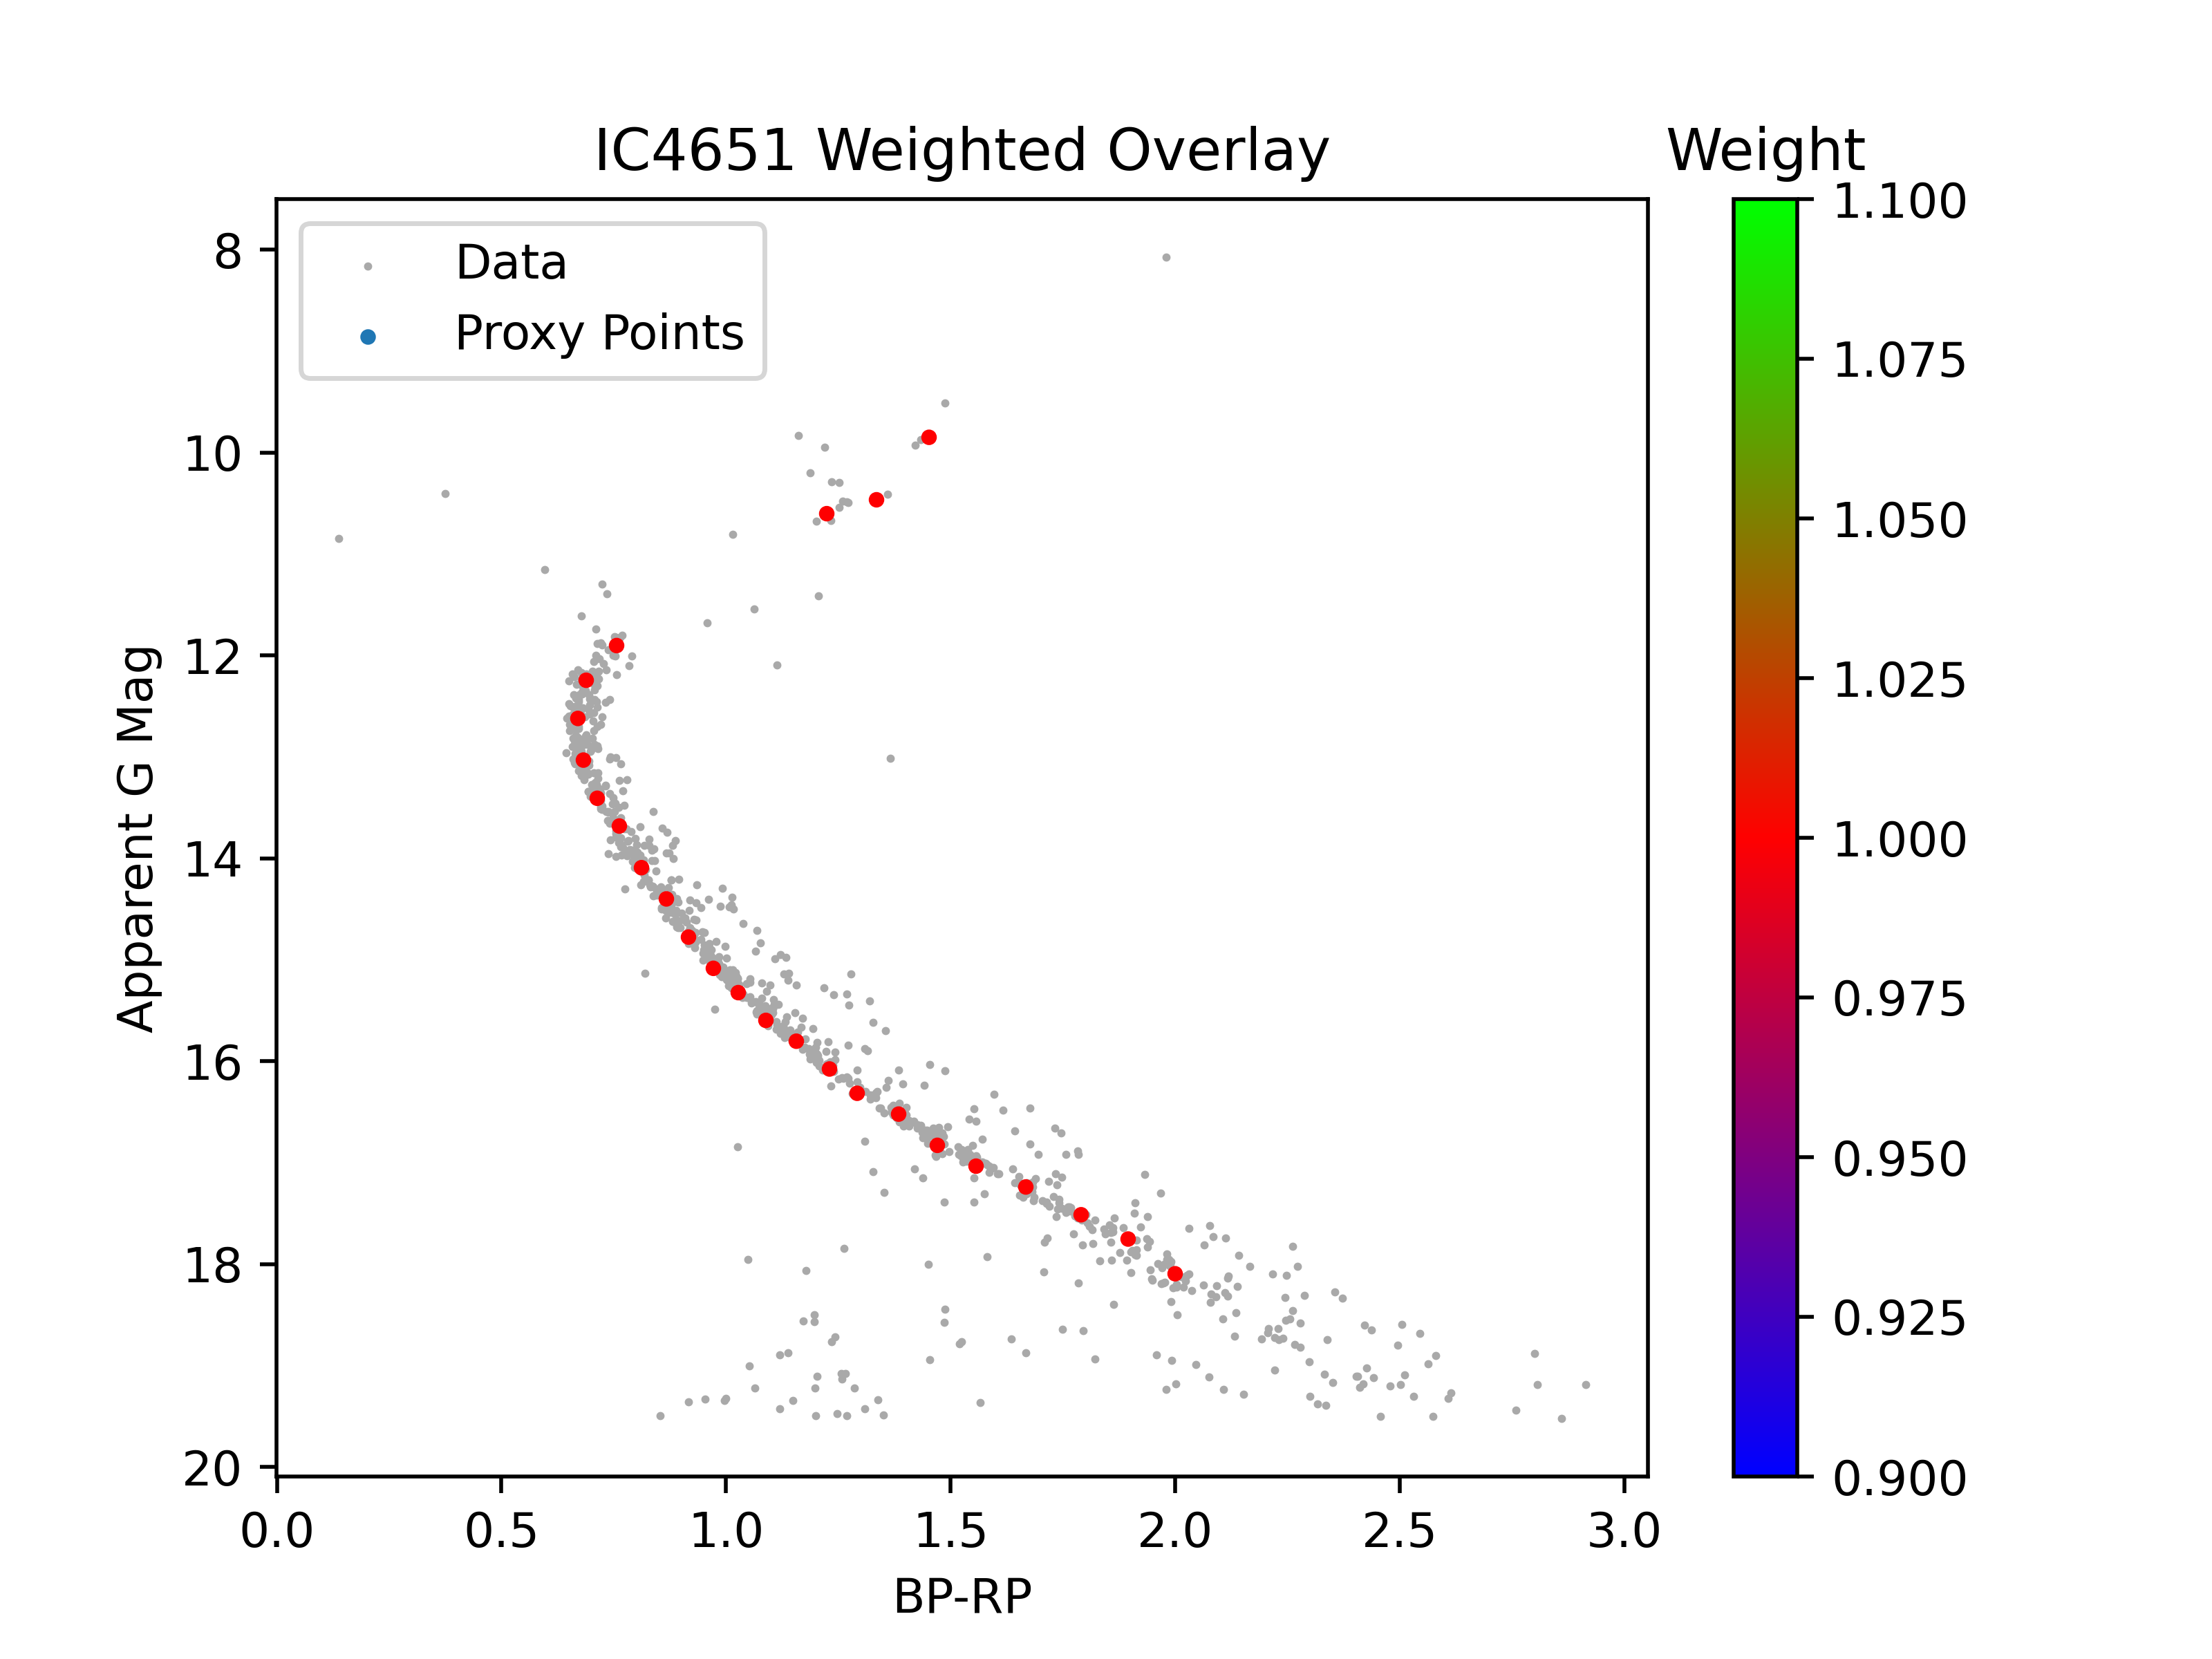 IC4651 Weighted Overlay
Weight
Data
Proxy Points
Apparent G Mag
8
10
12
14
16
18
20
0.0 0.5 1.0 1.5 2.0 2.5 3.0
BP-RP
1.100
1.075
1.050
1.025
1.000
0.975
0.950
0.925
0.900